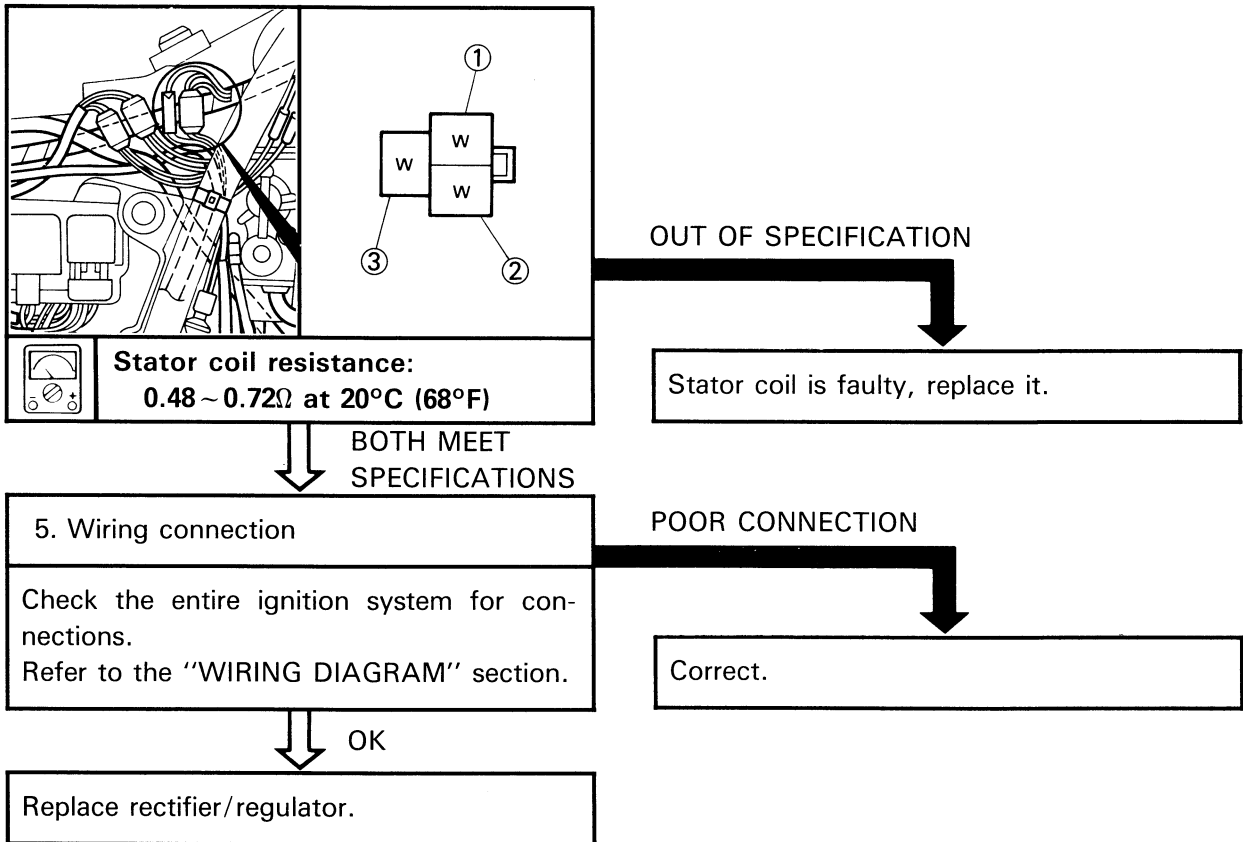 ①
W
W
W
③
②
OUT OF SPECIFICATION
Stator coil resistance:
0.48 ~ 0.72Ω at 20°C (68°F)
Stator coil is faulty, replace it.
BOTH MEET
SPECIFICATIONS
5. Wiring connection
POOR CONNECTION
Check the entire ignition system for con-
nections.
Refer to the ''WIRING DIAGRAM'' section.
Correct.
OK
Replace rectifier/regulator.